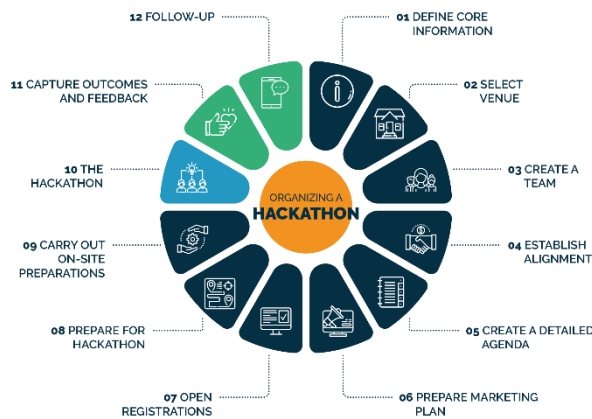 12 FOLLOW-UP
01 DEFINE CORE
INFORMATION
11 CAPTURE OUTCOMES
AND FEEDBACK
02 SELECT
VENUE
10 THE
HACKATHON
03 CREATE A
TEAM
ORGANIZING A
HACKATHON
09 CARRY OUT
ON-SITE
PREPARATIONS
04 ESTABLISH
ALIGNMENT
08 PREPARE FOR
HACKATHON
05 CREATE A DETAILED
AGENDA
07 OPEN
REGISTRATIONS
06 PREPARE MARKETING
PLAN